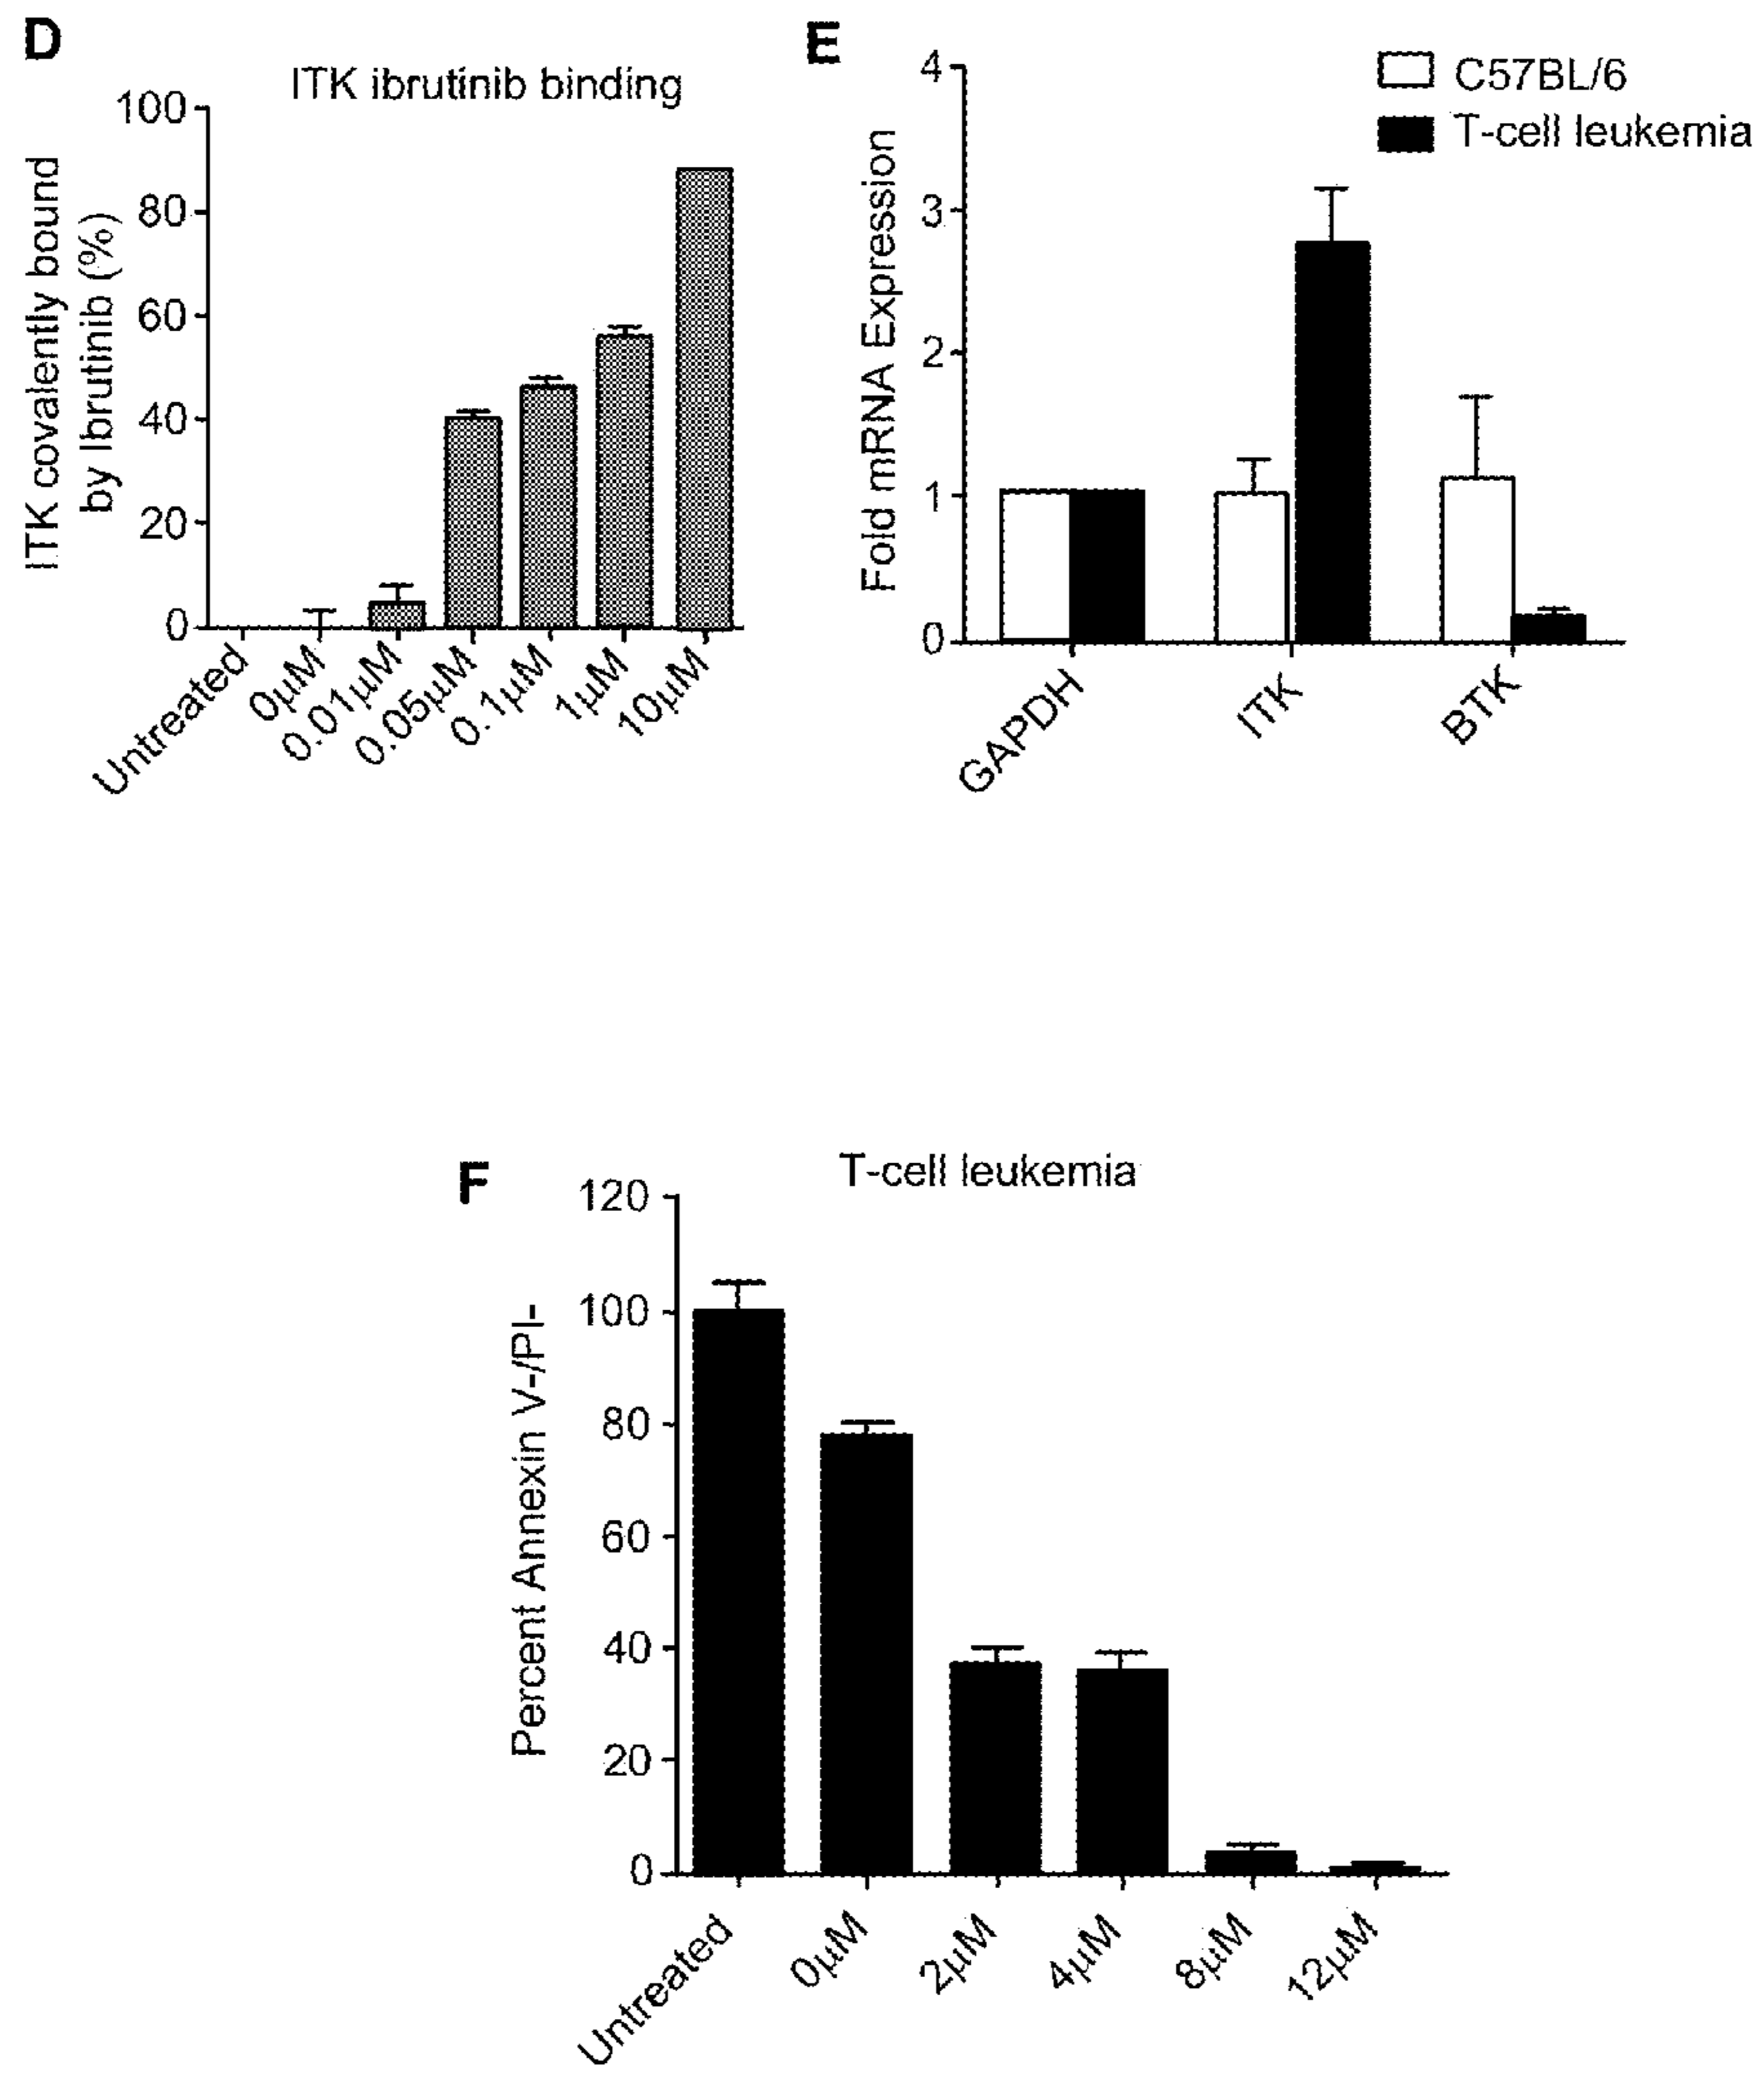 D
ITK ibrutinib binding
ITK covalently bound
by Ibrutinib (%)
100
80
60
40
20
0
Untreated
0µM
0.01µM
0.05µM
0.1µM
1µM
10µM
E
C57BL/6
T-cell leukemia
Fold mRNA Expression
4
3
2
1
0
GAPDH
ITK
BTK
F
T-cell leukemia
Percent Annexin V-/PI-
120
100
80
60
40
20
0
Untreated
0µM
2µM
4µM
8µM
12µM